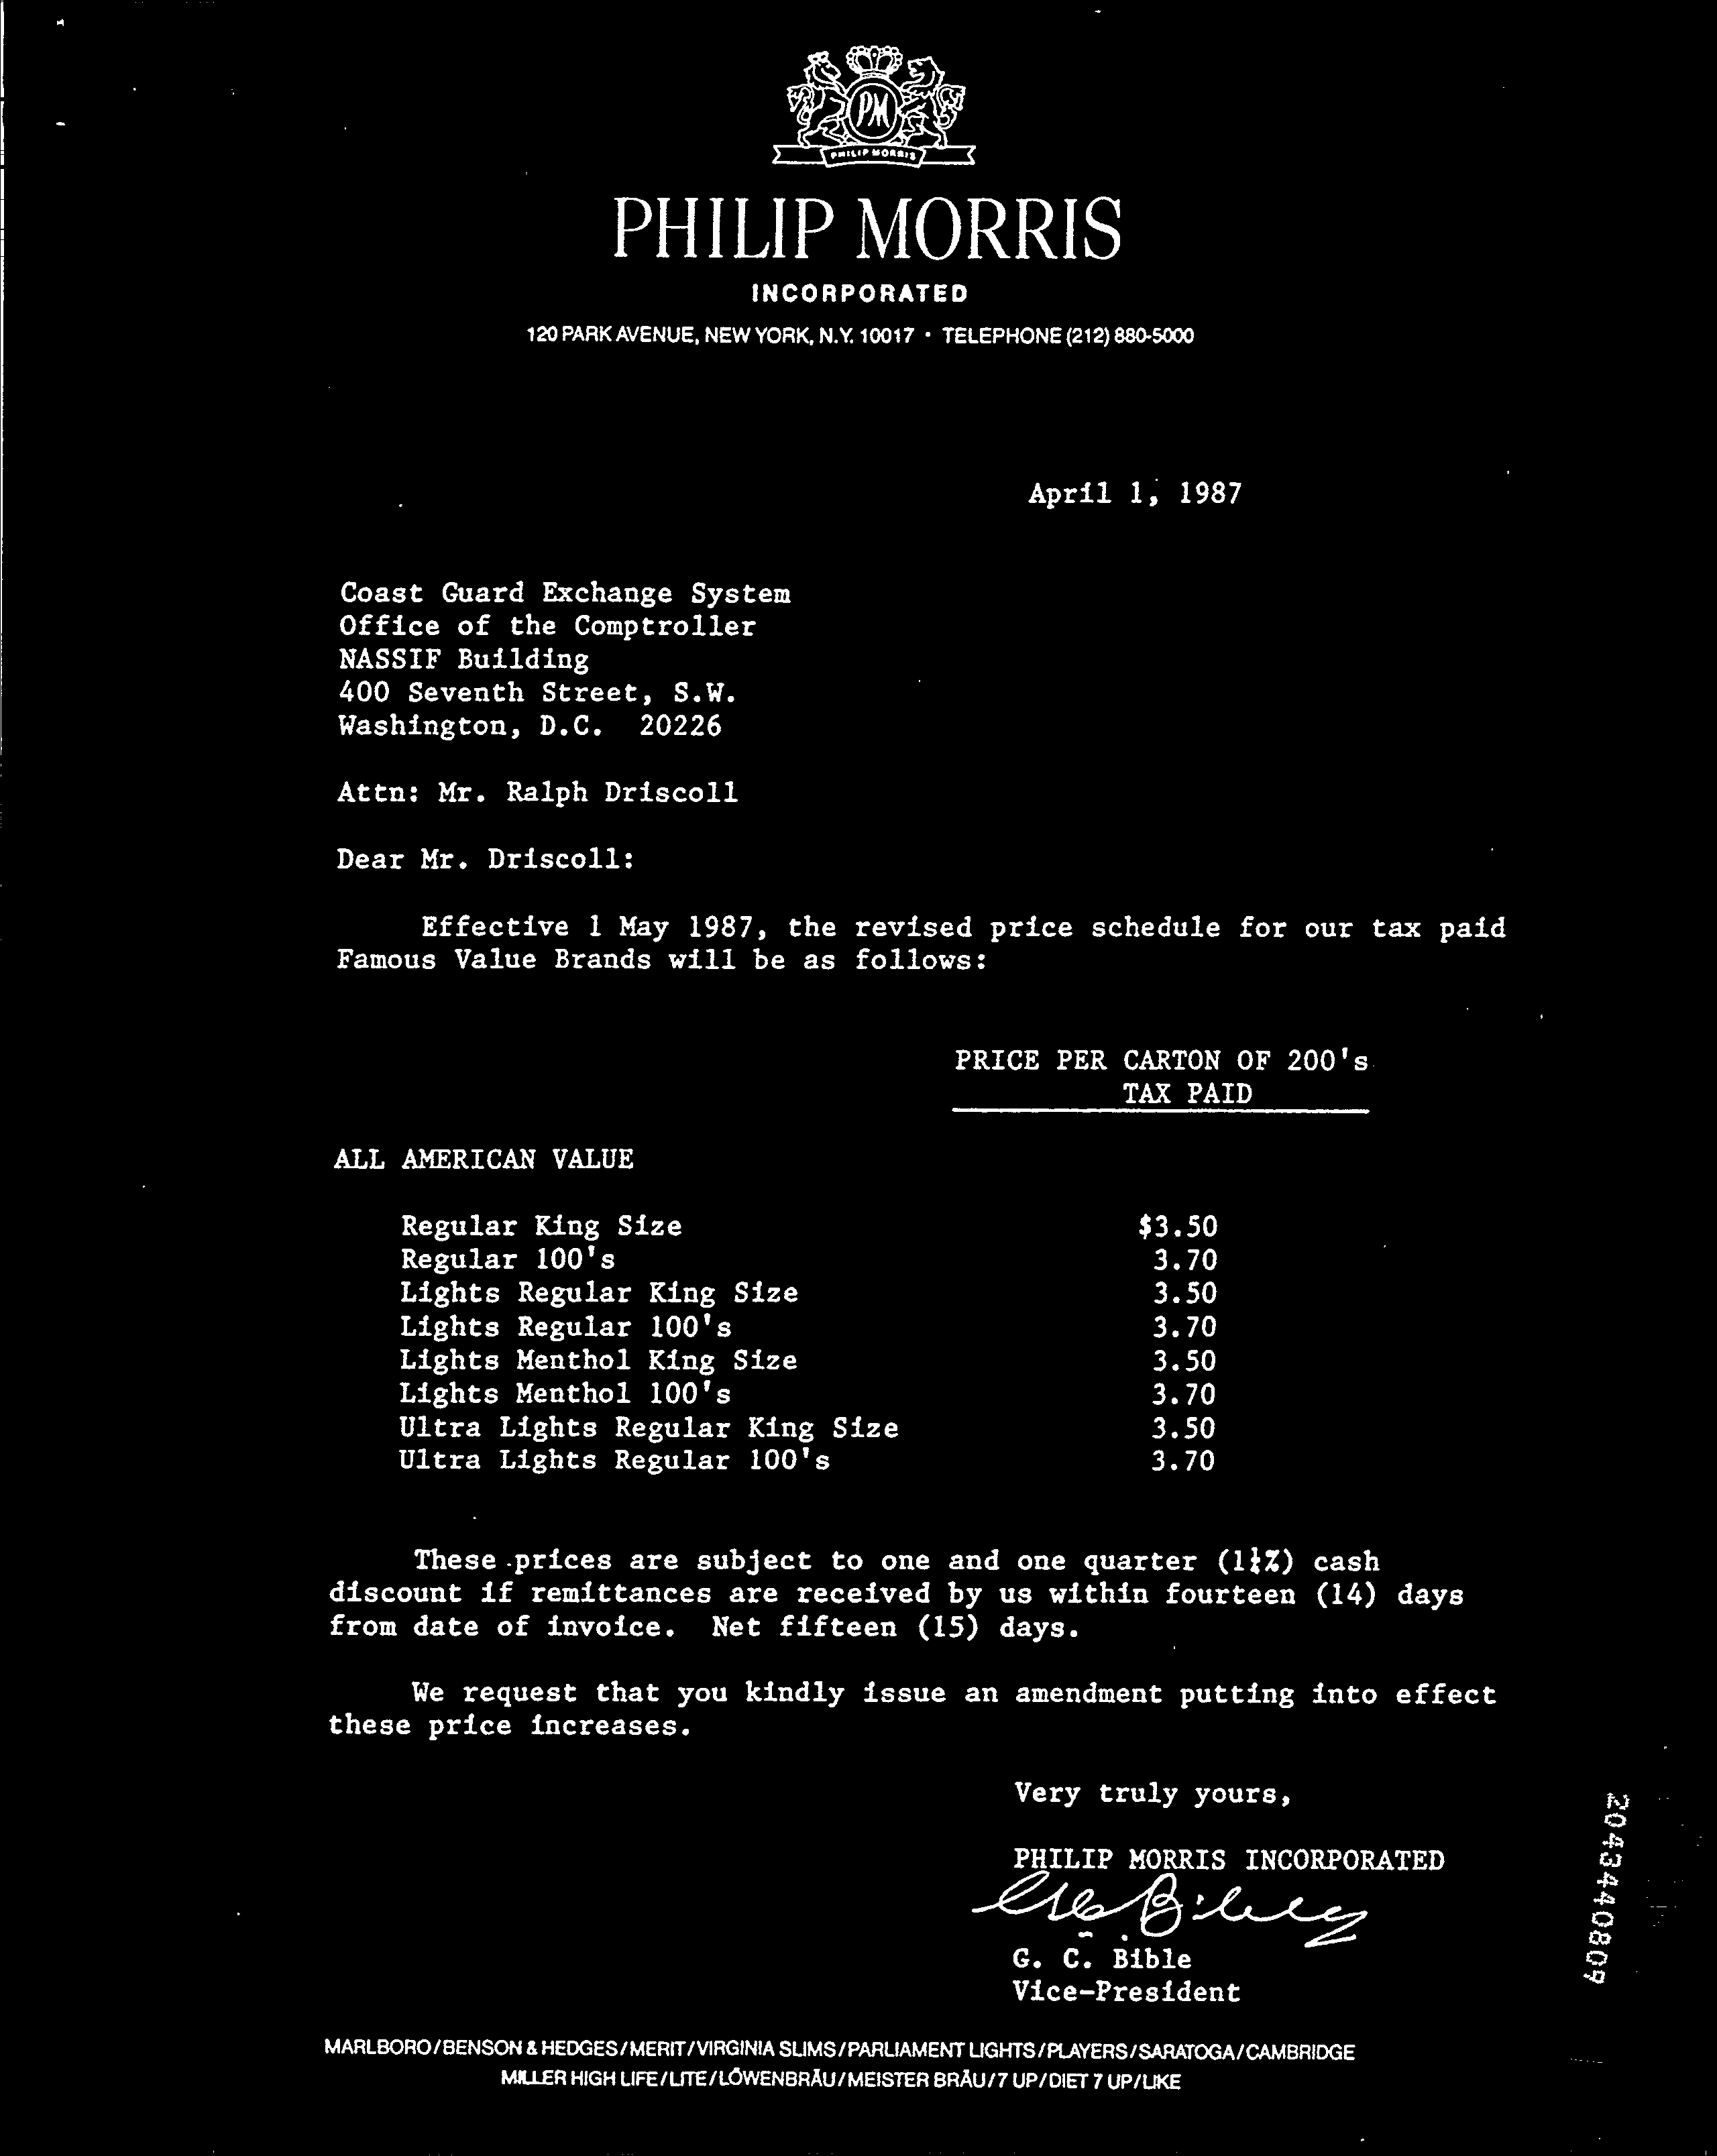 PM
PHILIP MORRIS
PHILIP MORRIS
INCORPORATED
120 PARK AVENUE, NEW YORK, N.Y. 10017 • TELEPHONE (212) 880-5000
April 1, 1987
Coast Guard Exchange System
Office of the Comptroller
NASSIF Building
400 Seventh Street, S.W.
Washington, D.C. 20226
Attn: Mr. Ralph Driscoll
Dear Mr. Driscoll:
Effective 1 May 1987, the revised price schedule for our tax paid
Famous Value Brands will be as follows:
PRICE PER CARTON OF 200's
TAX PAID
ALL AMERICAN VALUE
Regular King Size $3.50
Regular 100's 3.70
Lights Regular King Size 3.50
Lights Regular 100's 3.70
Lights Menthol King Size 3.50
Lights Menthol 100's 3.70
Ultra Lights Regular King Size 3.50
Ultra Lights Regular 100's 3.70
These prices are subject to one and one quarter (1¼%) cash
discount if remittances are received by us within fourteen (14) days
from date of invoice. Net fifteen (15) days.
We request that you kindly issue an amendment putting into effect
these price increases.
Very truly yours,
PHILIP MORRIS INCORPORATED
G. C. Bible
Vice-President
2043440809
MARLBORO/BENSON & HEDGES/MERIT/VIRGINIA SLIMS/PARLIAMENT LIGHTS/PLAYERS/SARATOGA/CAMBRIDGE
MILLER HIGH LIFE/LITE/LÖWENBRÄU/MEISTER BRÄU/7 UP/DIET 7 UP/LIKE